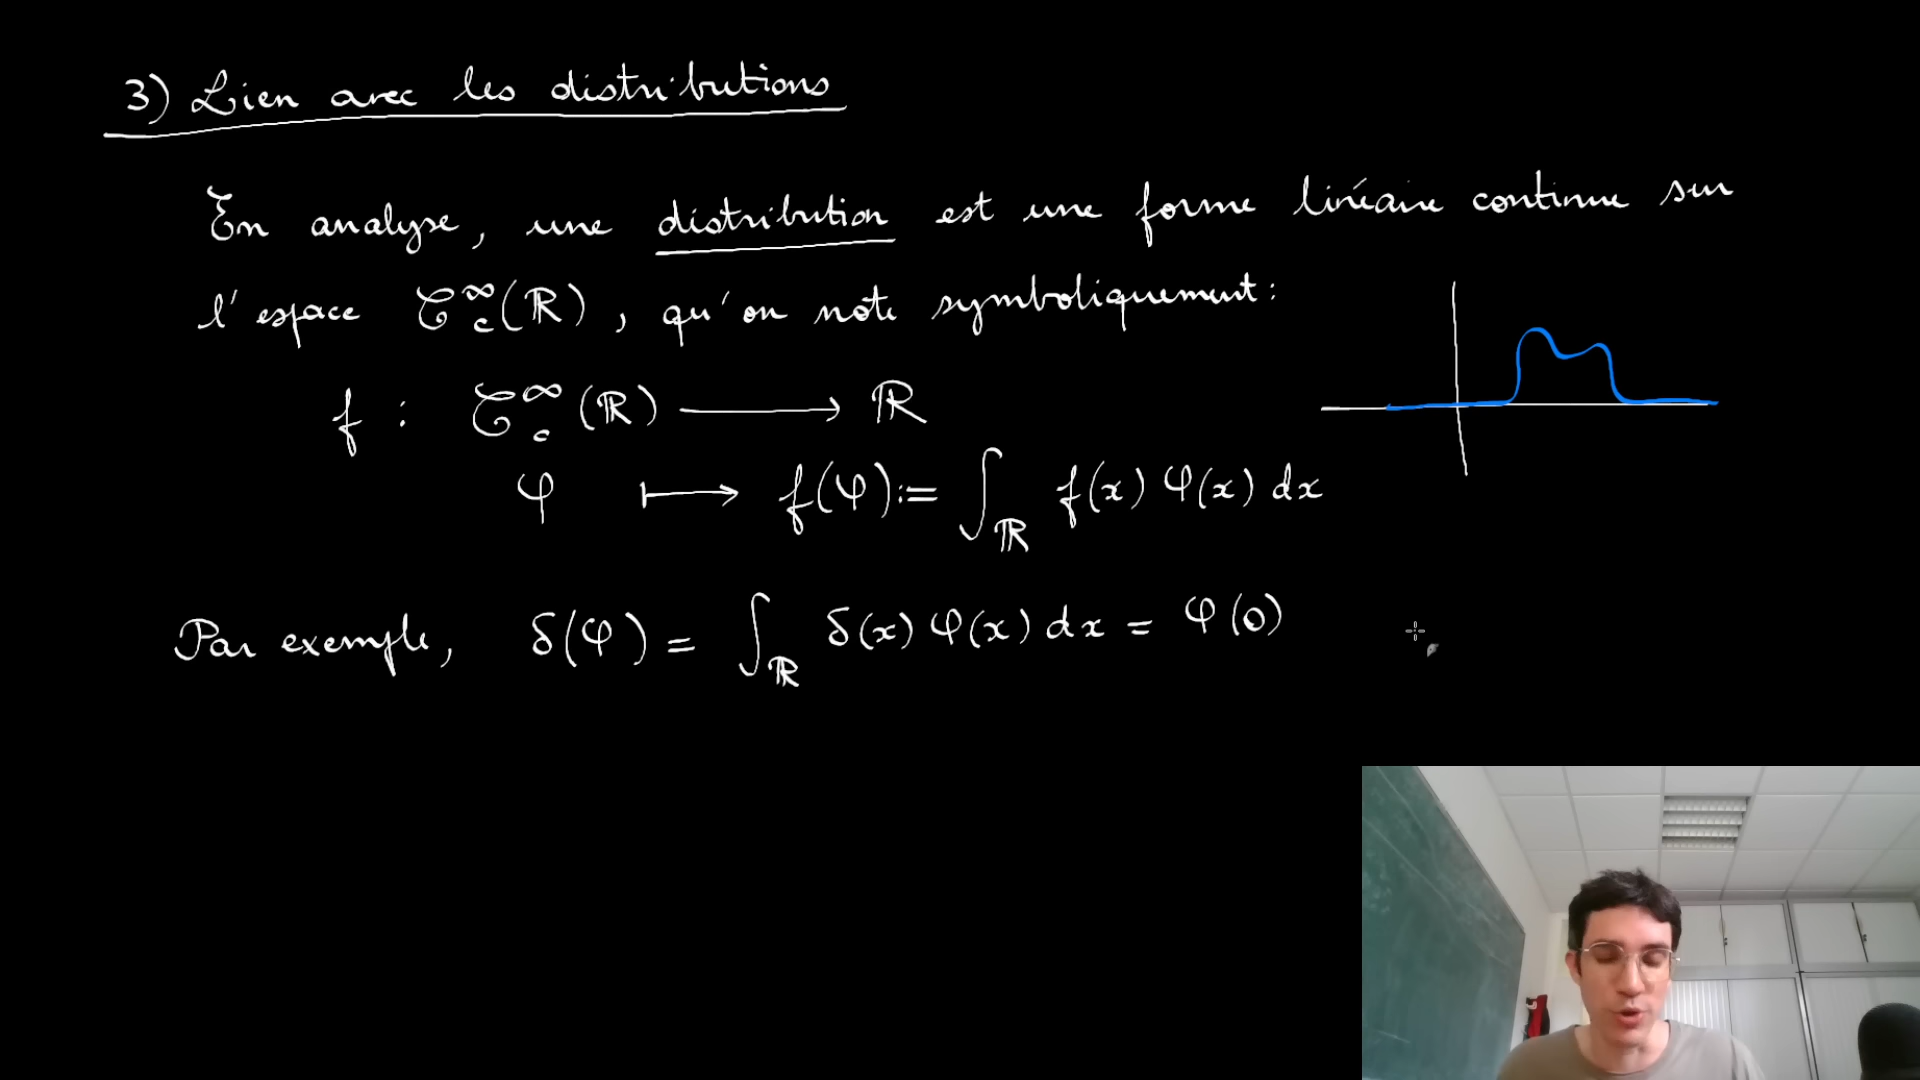 3) Lien avec les distributions
En analyse, une distribution est une forme linéaire continue sur
l'espace 𝒞_c^∞(ℝ), qu'on note symboliquement :
f : 𝒞_c^∞(ℝ) ⟶ ℝ
φ ⟼ f(φ) := ∫_ℝ f(x) φ(x) dx
Par exemple, δ(φ) = ∫_ℝ δ(x) φ(x) dx = φ(0)